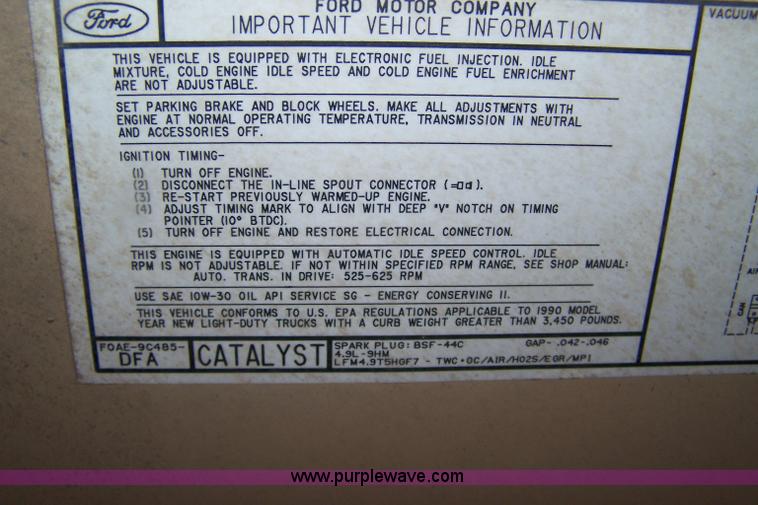 Ford
FORD MOTOR COMPANY
IMPORTANT VEHICLE INFORMATION
VACUUM
THIS VEHICLE IS EQUIPPED WITH ELECTRONIC FUEL INJECTION. IDLE
MIXTURE, COLD ENGINE IDLE SPEED AND COLD ENGINE FUEL ENRICHMENT
ARE NOT ADJUSTABLE.
SET PARKING BRAKE AND BLOCK WHEELS. MAKE ALL ADJUSTMENTS WITH
ENGINE AT NORMAL OPERATING TEMPERATURE, TRANSMISSION IN NEUTRAL
AND ACCESSORIES OFF.
IGNITION TIMING-
(1) TURN OFF ENGINE.
(2) DISCONNECT THE IN-LINE SPOUT CONNECTOR (=□d).
(3) RE-START PREVIOUSLY WARMED-UP ENGINE.
(4) ADJUST TIMING MARK TO ALIGN WITH DEEP "V" NOTCH ON TIMING
POINTER (10° BTDC).
(5) TURN OFF ENGINE AND RESTORE ELECTRICAL CONNECTION.
THIS ENGINE IS EQUIPPED WITH AUTOMATIC IDLE SPEED CONTROL. IDLE
RPM IS NOT ADJUSTABLE. IF NOT WITHIN SPECIFIED RPM RANGE, SEE SHOP MANUAL:
AUTO. TRANS. IN DRIVE: 525-625 RPM
USE SAE 10W-30 OIL API SERVICE SG - ENERGY CONSERVING II.
THIS VEHICLE CONFORMS TO U.S. EPA REGULATIONS APPLICABLE TO 1990 MODEL
YEAR NEW LIGHT-DUTY TRUCKS WITH A CURB WEIGHT GREATER THAN 3,450 POUNDS.
FOAE-9C485-
DFA
CATALYST
SPARK PLUG: BSF-44C GAP- .042-.046
4.9L-9HM
LFM4.9T5HGF7 - TWC+OC/AIR/HO2S/EGR/MPI
CAN
www.purplewave.com